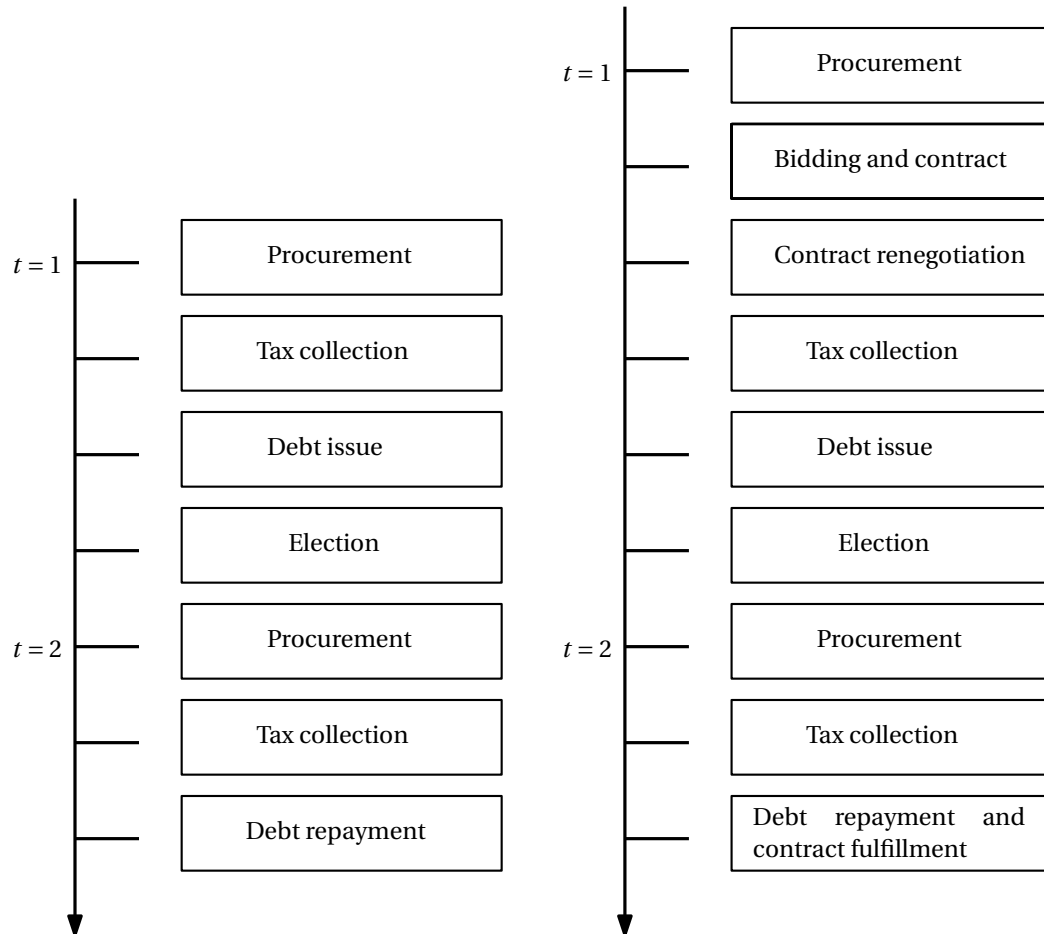 t = 1
Procurement
Tax collection
Debt issue
Election
t = 2
Procurement
Tax collection
Debt repayment
t = 1
Procurement
Bidding and contract
Contract renegotiation
Tax collection
Debt issue
Election
t = 2
Procurement
Tax collection
Debt repayment and
contract fulfillment